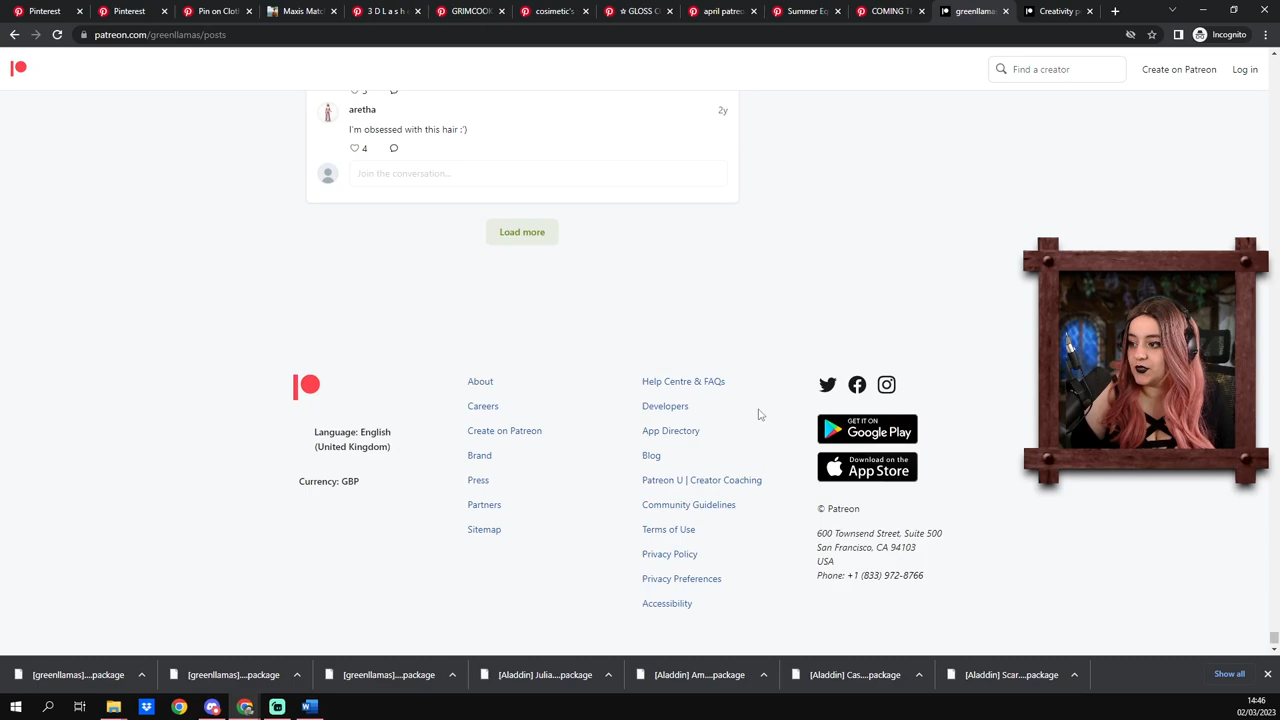 Pinterest
Pinterest
Pin on Clot
Maxis Matc
3 D L a s h
GRIMCOOK
cosmetic's
☆ GLOSS C
april patre
Summer Eq
COMING T
greenllamas
Creativity p
patreon.com/greenllamas/posts
Incognito
Find a creator
Create on Patreon
Log in
aretha
2y
I'm obsessed with this hair :')
4
Join the conversation...
Load more
Language: English
(United Kingdom)
Currency: GBP
About
Careers
Create on Patreon
Brand
Press
Partners
Sitemap
Help Centre & FAQs
Developers
App Directory
Blog
Patreon U | Creator Coaching
Community Guidelines
Terms of Use
Privacy Policy
Privacy Preferences
Accessibility
GET IT ON
Google Play
Download on the
App Store
© Patreon
600 Townsend Street, Suite 500
San Francisco, CA 94103
USA
Phone: +1 (833) 972-8766
[greenllamas]....package
[greenllamas]....package
[greenllamas]....package
[Aladdin] Julia....package
[Aladdin] Am....package
[Aladdin] Cas....package
[Aladdin] Scar....package
Show all
14:46
02/03/2023